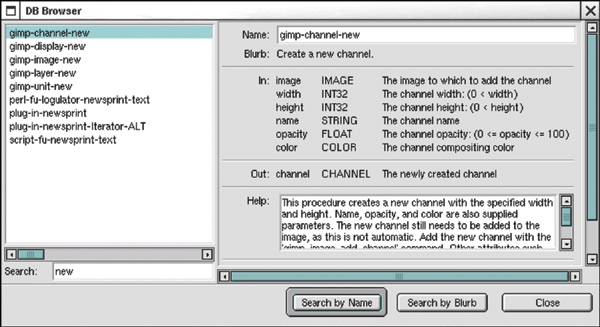 DB Browser
gimp-channel-new
gimp-display-new
gimp-image-new
gimp-layer-new
gimp-unit-new
perl-fu-logulator-newsprint-text
plug-in-newsprint
plug-in-newsprint-Iterator-ALT
script-fu-newsprint-text
Search: new
Name: gimp-channel-new
Blurb: Create a new channel.
In: image IMAGE The image to which to add the channel
width INT32 The channel width: (0 < width)
height INT32 The channel height: (0 < height)
name STRING The channel name
opacity FLOAT The channel opacity: (0 <= opacity <= 100)
color COLOR The channel compositing color
Out: channel CHANNEL The newly created channel
Help: This procedure creates a new channel with the specified width
and height. Name, opacity, and color are also supplied
parameters. The new channel still needs to be added to the
image, as this is not automatic. Add the new channel with the
'gimp_image_add_channel' command. Other attributes such
Search by Name Search by Blurb Close